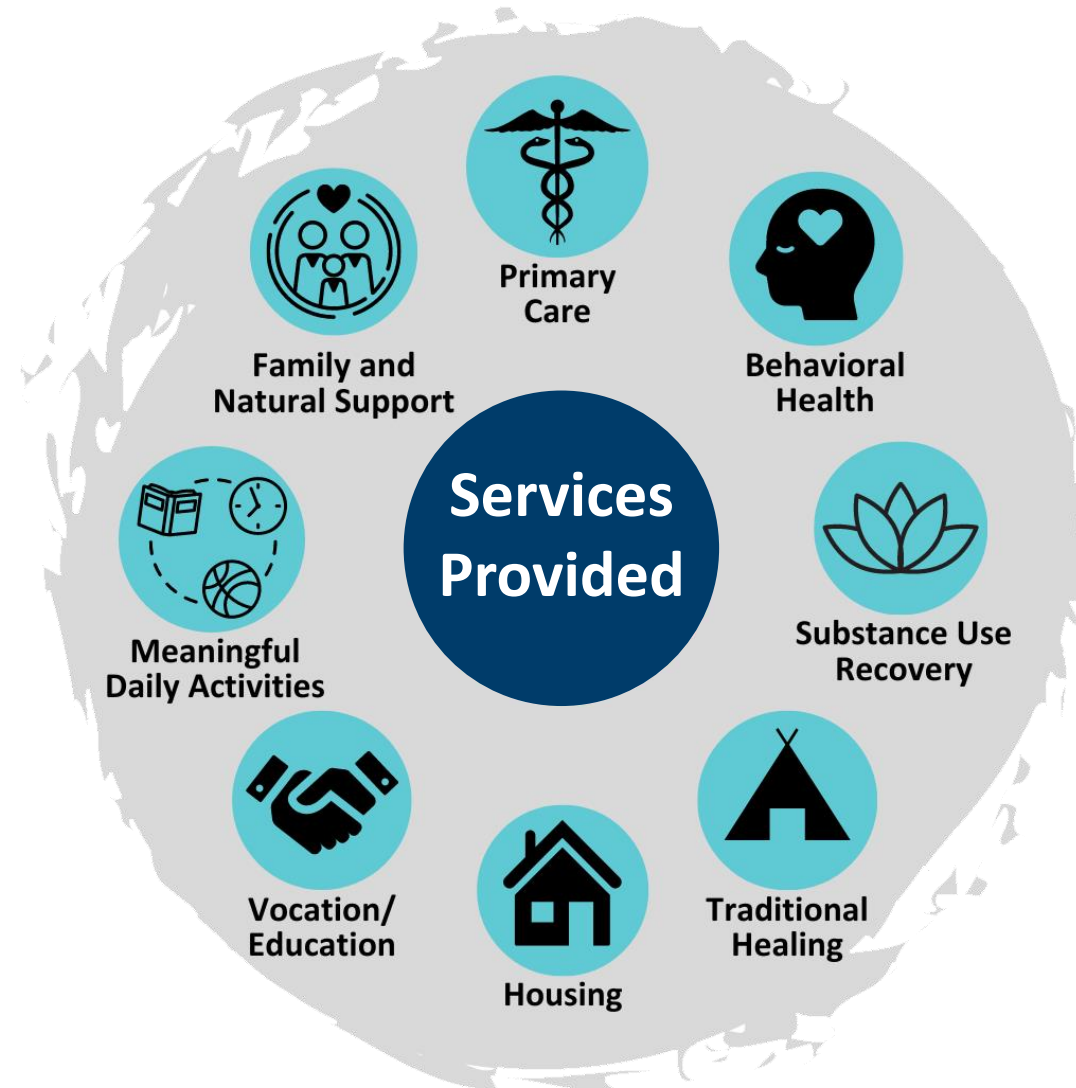 Services
Provided
Primary
Care
Behavioral
Health
Substance Use
Recovery
Traditional
Healing
Housing
Vocation/
Education
Meaningful
Daily Activities
Family and
Natural Support